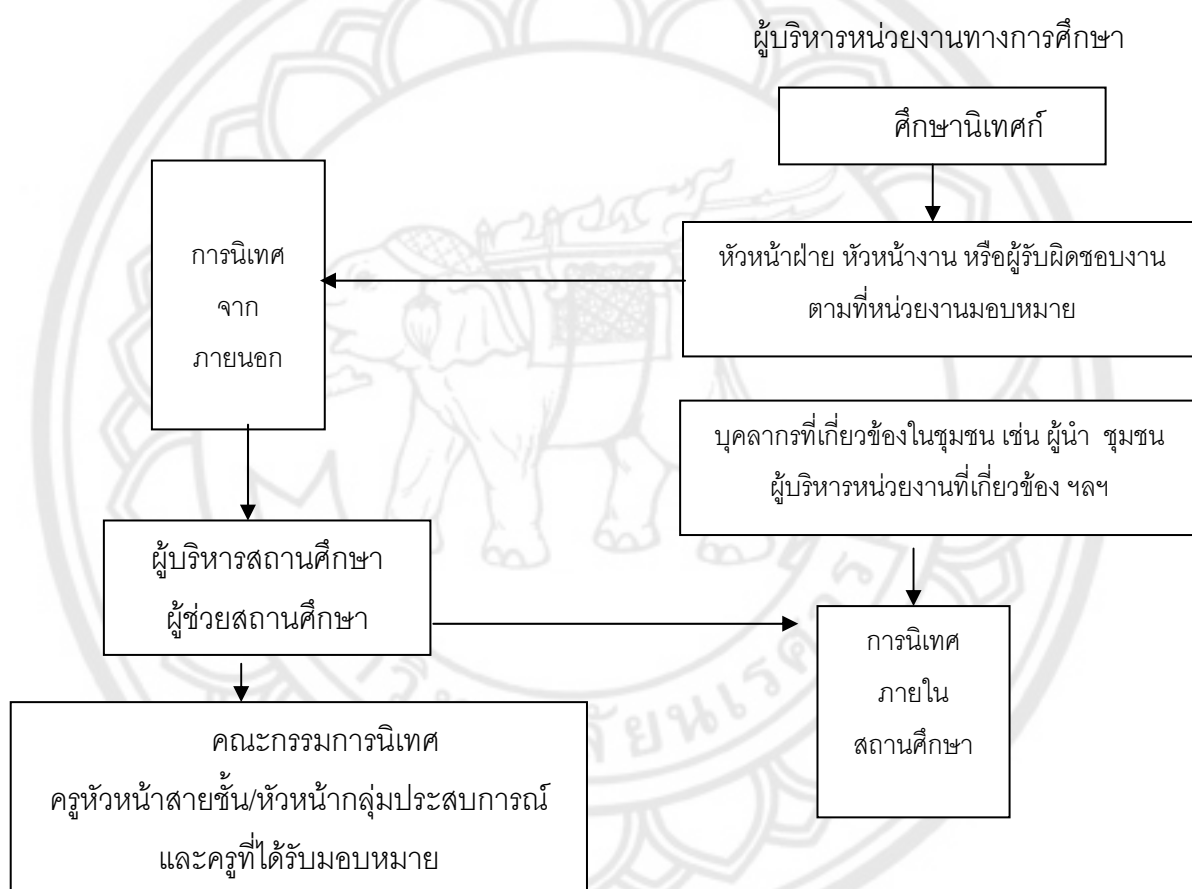 ผู้บริหารหน่วยงานทางการศึกษา
ศึกษานิเทศก์
หัวหน้าฝ่าย หัวหน้างาน หรือผู้รับผิดชอบงาน
ตามที่หน่วยงานมอบหมาย
การนิเทศ
จาก
ภายนอก
บุคลากรที่เกี่ยวข้องในชุมชน เช่น ผู้นำ ชุมชน
ผู้บริหารหน่วยงานที่เกี่ยวข้อง ฯลฯ
ผู้บริหารสถานศึกษา
ผู้ช่วยสถานศึกษา
การนิเทศ
ภายใน
สถานศึกษา
คณะกรรมการนิเทศ
ครูหัวหน้าสายชั้น/หัวหน้ากลุ่มประสบการณ์
และครูที่ได้รับมอบหมาย